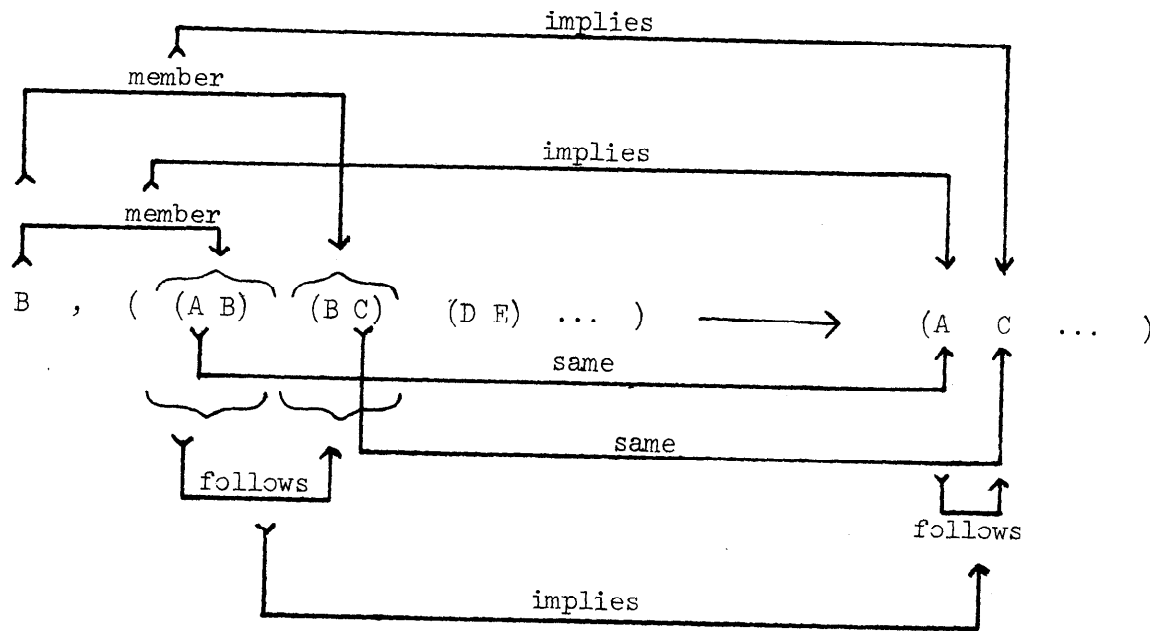 implies
member
implies
member
B , ( (A B) (B C) (D E) ... ) (A C ... )
same
same
follows
follows
implies